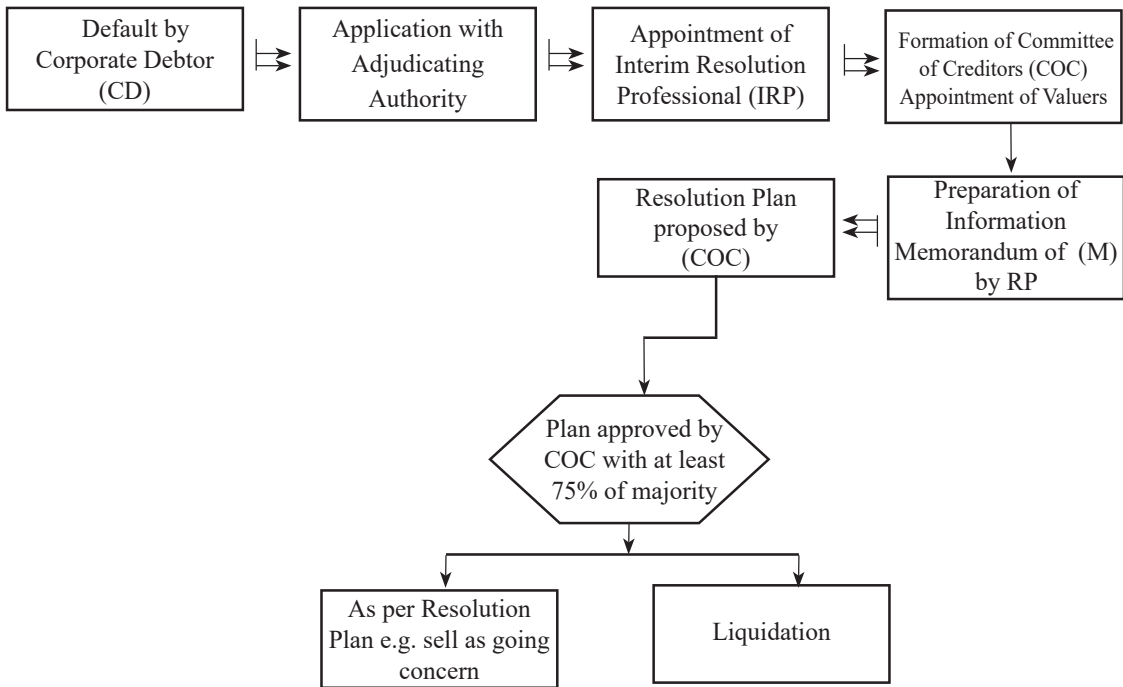 Default by
Corporate Debtor
(CD)
Application with
Adjudicating
Authority
Appointment of
Interim Resolution
Professional (IRP)
Formation of Committee
of Creditors (COC)
Appointment of Valuers
Preparation of
Information
Memorandum of (M)
by RP
Resolution Plan
proposed by
(COC)
Plan approved by
COC with at least
75% of majority
As per Resolution
Plan e.g. sell as going
concern
Liquidation